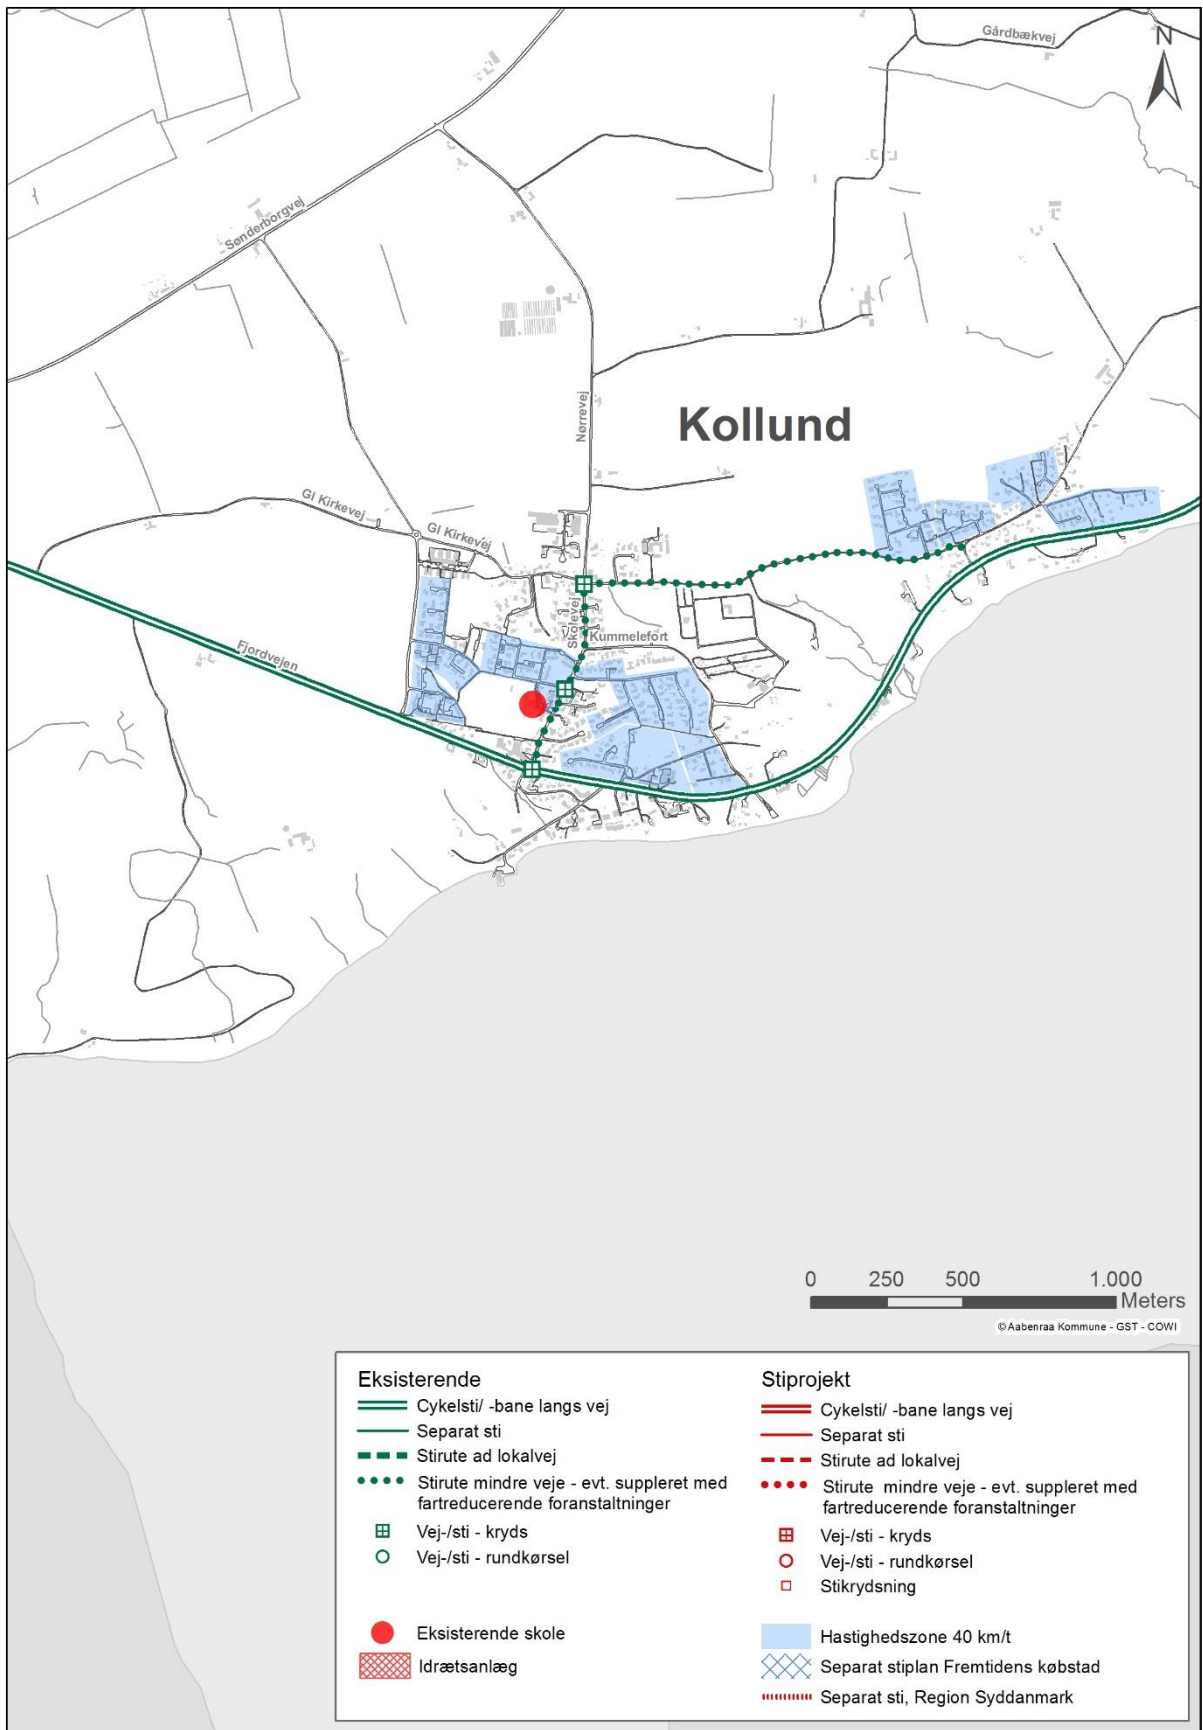 Gårdbækvej
N
Sønderborgvej
Nørrevej
Kollund
Gl Kirkevej
Gl Kirkevej
Skolevej
Kummelefort
Fjordvejen
0 250 500 1.000
Meters
© Aabenraa Kommune - GST - COWI
Eksisterende
Cykelsti/ -bane langs vej
Separat sti
Stirute ad lokalvej
Stirute mindre veje - evt. suppleret med
fartreducerende foranstaltninger
Vej-/sti - kryds
Vej-/sti - rundkørsel
Eksisterende skole
Idrætsanlæg
Stiprojekt
Cykelsti/ -bane langs vej
Separat sti
Stirute ad lokalvej
Stirute mindre veje - evt. suppleret med
fartreducerende foranstaltninger
Vej-/sti - kryds
Vej-/sti - rundkørsel
Stikrydsning
Hastighedszone 40 km/t
Separat stiplan Fremtidens købstad
Separat sti, Region Syddanmark